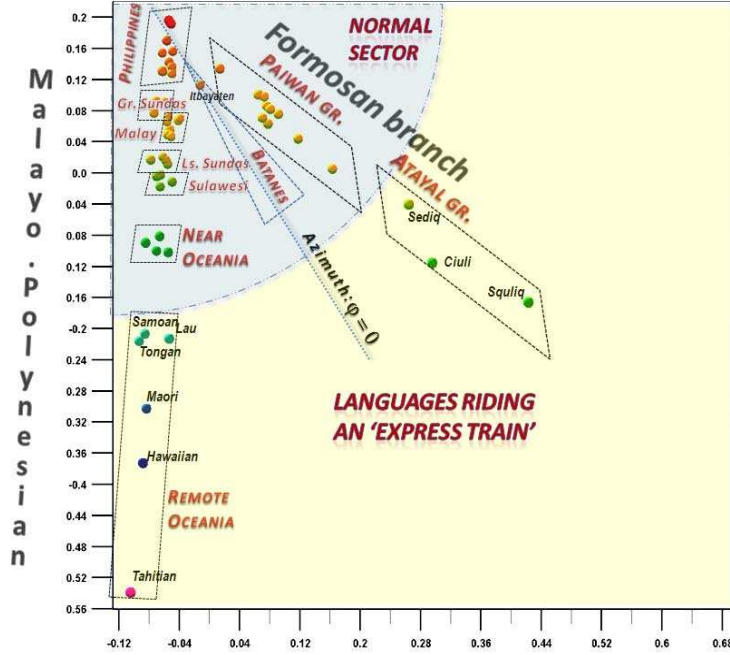 Malayo.Polynesian
0.2
0.16
0.12
0.08
0.04
0.0
0.04
0.08
0.12
0.16
-0.2
0.24
0.28
0.32
0.36
-0.4
0.44
0.48
0.52
0.56
-0.12
-0.04
0.04
0.12
0.2
0.28
0.36
0.44
0.52
0.6
0.68
NORMAL
SECTOR
Formosan branch
PHILIPPINES
PAIWAN GR.
Itbayaten
Gr. Sundas
Malay
Ls. Sundas
Sulawesi
BATANES
ATAYAL GR.
Sediq
Ciuli
Squliq
NEAR
OCEANIA
Azimuth:φ=0
Samoan
Lau
Tongan
Maori
LANGUAGES RIDING
AN ‘EXPRESS TRAIN’
Hawaiian
REMOTE
OCEANIA
Tahitian